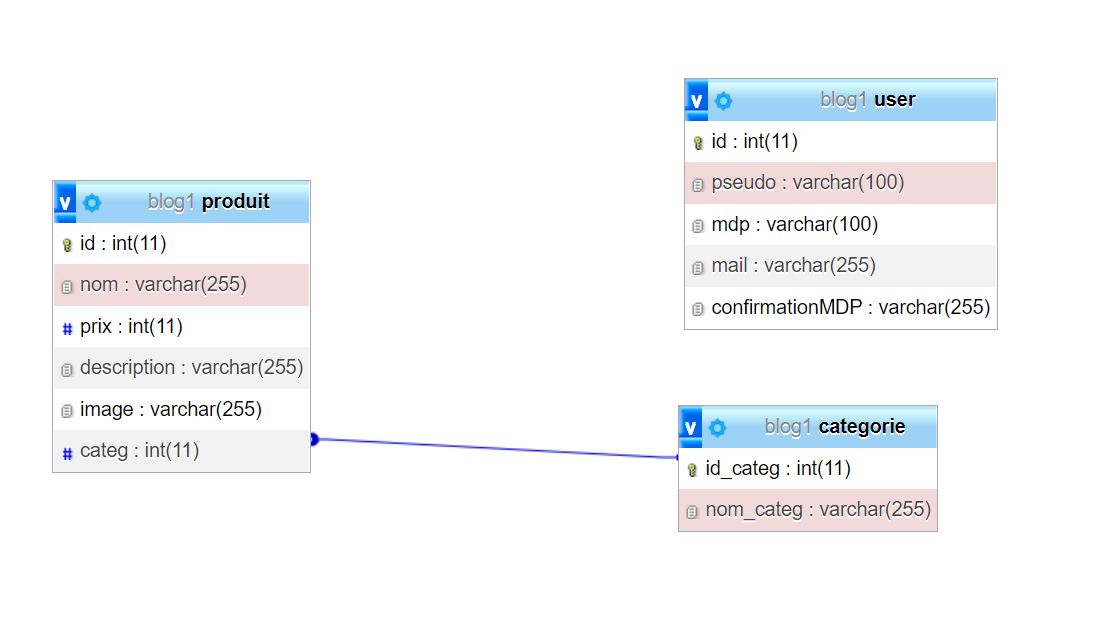 v blog1 produit
id : int(11)
nom : varchar(255)
# prix : int(11)
description : varchar(255)
image : varchar(255)
# categ : int(11)
v blog1 user
id : int(11)
pseudo : varchar(100)
mdp : varchar(100)
mail : varchar(255)
confirmationMDP : varchar(255)
v blog1 categorie
id_categ : int(11)
nom_categ : varchar(255)